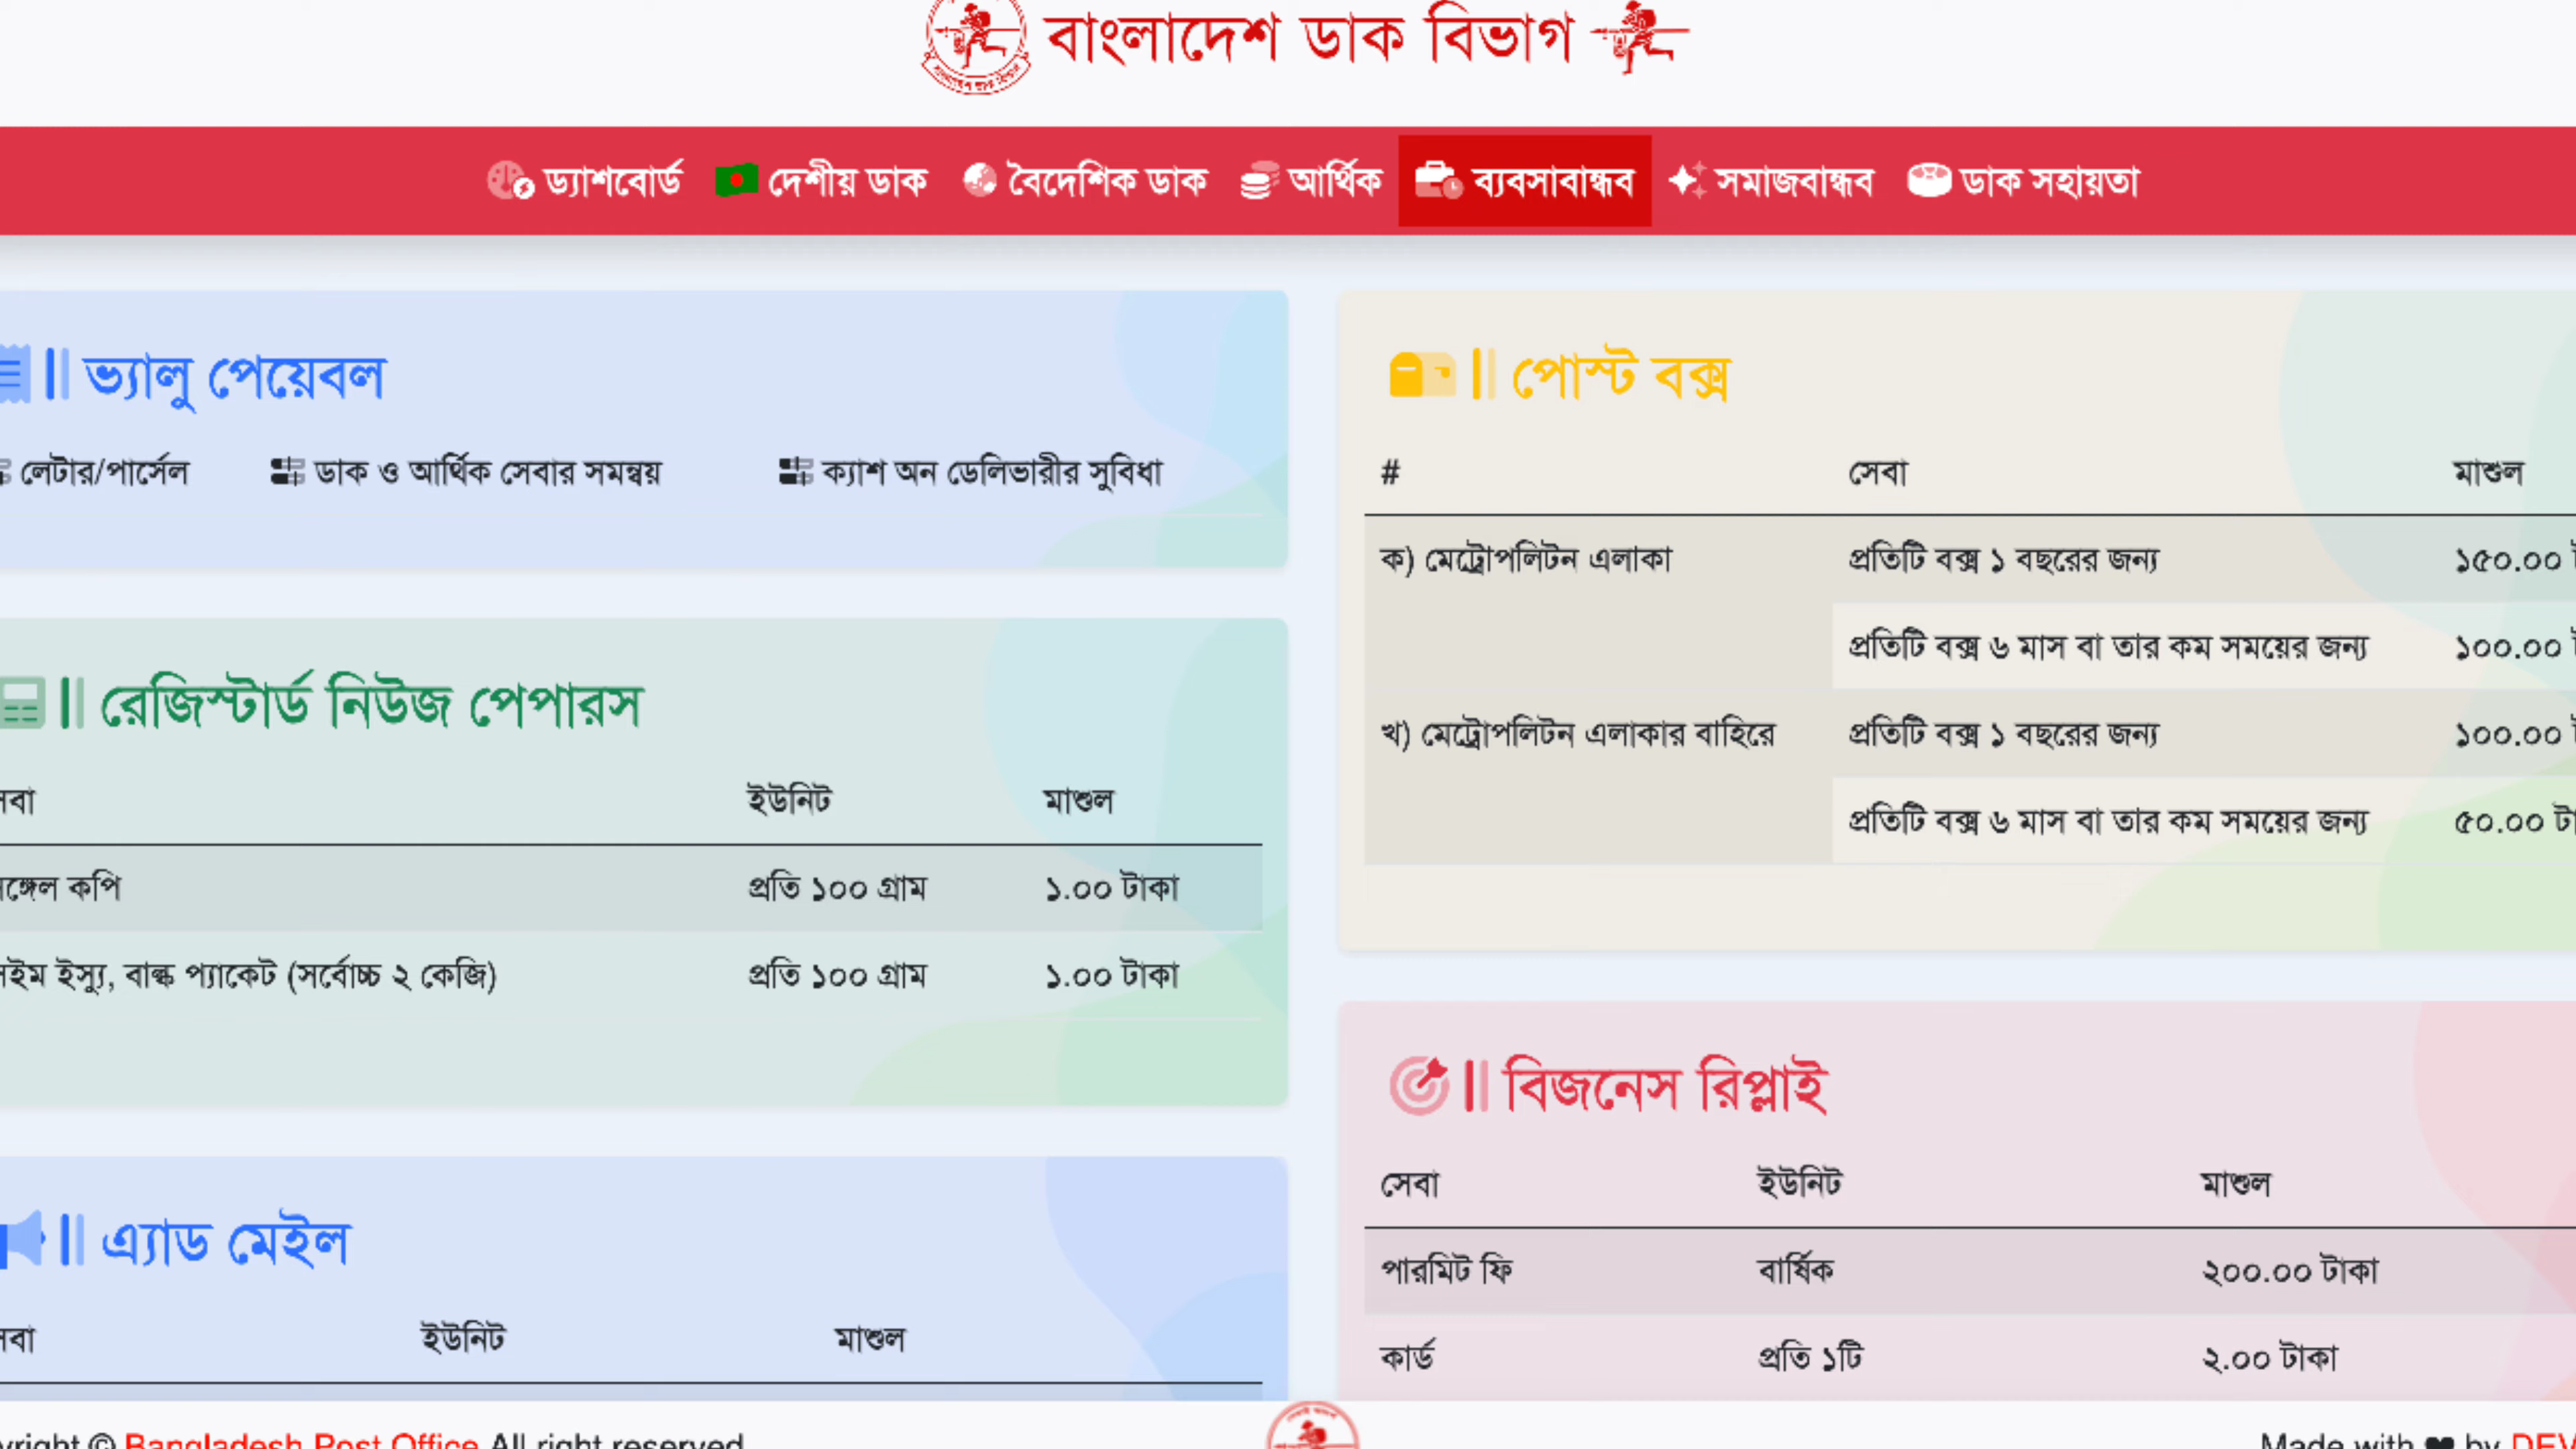 বাংলাদেশ ডাক বিভাগ
ড্যাশবোর্ড দেশীয় ডাক বৈদেশিক ডাক আর্থিক ব্যবসাবান্ধব সমাজবান্ধব ডাক সহায়তা
ভ্যালু পেয়েবল
লেটার/পার্সেল ডাক ও আর্থিক সেবার সমন্বয় ক্যাশ অন ডেলিভারীর সুবিধা
রেজিস্টার্ড নিউজ পেপারস
ইউনিট মাশুল
কপি প্রতি ১০০ গ্রাম ১.০০ টাকা
ইস্যু, বাল্ক প্যাকেট (সর্বোচ্চ ২ কেজি) প্রতি ১০০ গ্রাম ১.০০ টাকা
এ্যাড মেইল
ইউনিট মাশুল
পোস্ট বক্স
# সেবা মাশুল
ক) মেট্রোপলিটন এলাকা প্রতিটি বক্স ১ বছরের জন্য ১৫০.০০
প্রতিটি বক্স ৬ মাস বা তার কম সময়ের জন্য ১০০.০০
খ) মেট্রোপলিটন এলাকার বাহিরে প্রতিটি বক্স ১ বছরের জন্য ১০০.০০
প্রতিটি বক্স ৬ মাস বা তার কম সময়ের জন্য ৫০.০০
বিজনেস রিপ্লাই
সেবা ইউনিট মাশুল
পারমিট ফি বার্ষিক ২০০.০০ টাকা
কার্ড প্রতি ১টি ২.০০ টাকা
© Bangladesh Post Office All right reserved
Made with by